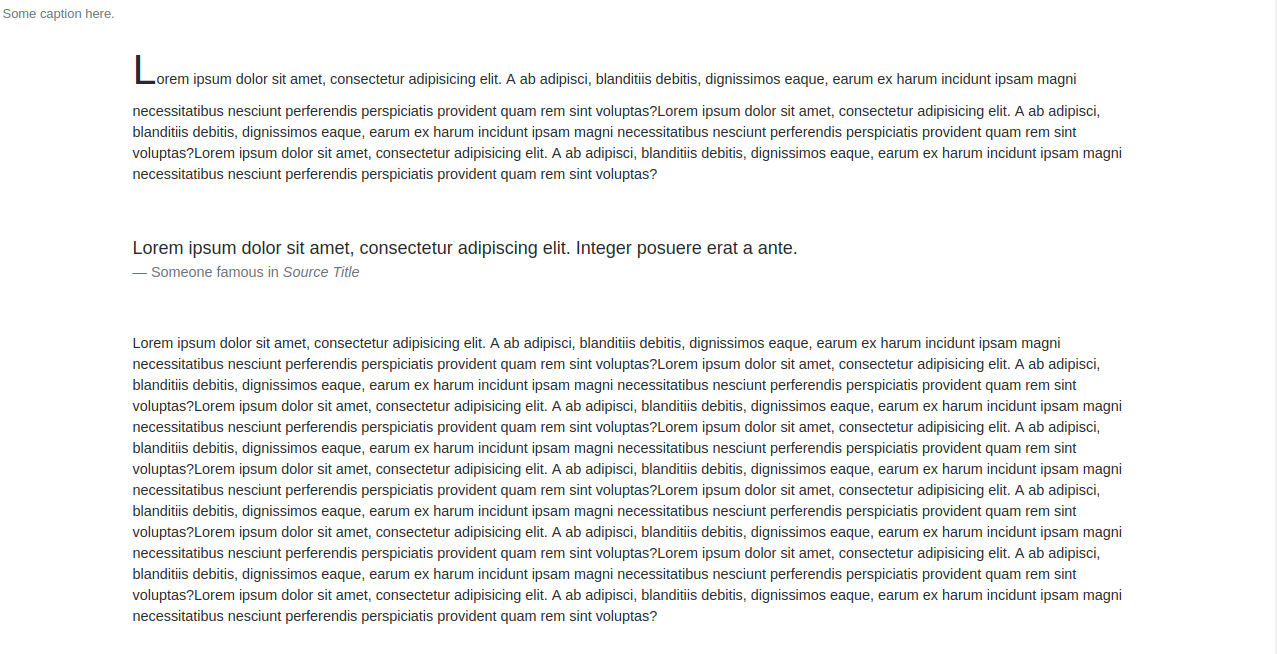 Some caption here.
Lorem ipsum dolor sit amet, consectetur adipisicing elit. A ab adipisci, blanditiis debitis, dignissimos eaque, earum ex harum incidunt ipsam magni
necessitatibus nesciunt perferendis perspiciatis provident quam rem sint voluptas?Lorem ipsum dolor sit amet, consectetur adipisicing elit. A ab adipisci,
blanditiis debitis, dignissimos eaque, earum ex harum incidunt ipsam magni necessitatibus nesciunt perferendis perspiciatis provident quam rem sint
voluptas?Lorem ipsum dolor sit amet, consectetur adipisicing elit. A ab adipisci, blanditiis debitis, dignissimos eaque, earum ex harum incidunt ipsam magni
necessitatibus nesciunt perferendis perspiciatis provident quam rem sint voluptas?
Lorem ipsum dolor sit amet, consectetur adipiscing elit. Integer posuere erat a ante.
— Someone famous in Source Title
Lorem ipsum dolor sit amet, consectetur adipisicing elit. A ab adipisci, blanditiis debitis, dignissimos eaque, earum ex harum incidunt ipsam magni
necessitatibus nesciunt perferendis perspiciatis provident quam rem sint voluptas?Lorem ipsum dolor sit amet, consectetur adipisicing elit. A ab adipisci,
blanditiis debitis, dignissimos eaque, earum ex harum incidunt ipsam magni necessitatibus nesciunt perferendis perspiciatis provident quam rem sint
voluptas?Lorem ipsum dolor sit amet, consectetur adipisicing elit. A ab adipisci, blanditiis debitis, dignissimos eaque, earum ex harum incidunt ipsam magni
necessitatibus nesciunt perferendis perspiciatis provident quam rem sint voluptas?Lorem ipsum dolor sit amet, consectetur adipisicing elit. A ab adipisci,
blanditiis debitis, dignissimos eaque, earum ex harum incidunt ipsam magni necessitatibus nesciunt perferendis perspiciatis provident quam rem sint
voluptas?Lorem ipsum dolor sit amet, consectetur adipisicing elit. A ab adipisci, blanditiis debitis, dignissimos eaque, earum ex harum incidunt ipsam magni
necessitatibus nesciunt perferendis perspiciatis provident quam rem sint voluptas?Lorem ipsum dolor sit amet, consectetur adipisicing elit. A ab adipisci,
blanditiis debitis, dignissimos eaque, earum ex harum incidunt ipsam magni necessitatibus nesciunt perferendis perspiciatis provident quam rem sint
voluptas?Lorem ipsum dolor sit amet, consectetur adipisicing elit. A ab adipisci, blanditiis debitis, dignissimos eaque, earum ex harum incidunt ipsam magni
necessitatibus nesciunt perferendis perspiciatis provident quam rem sint voluptas?Lorem ipsum dolor sit amet, consectetur adipisicing elit. A ab adipisci,
blanditiis debitis, dignissimos eaque, earum ex harum incidunt ipsam magni necessitatibus nesciunt perferendis perspiciatis provident quam rem sint
voluptas?Lorem ipsum dolor sit amet, consectetur adipisicing elit. A ab adipisci, blanditiis debitis, dignissimos eaque, earum ex harum incidunt ipsam magni
necessitatibus nesciunt perferendis perspiciatis provident quam rem sint voluptas?